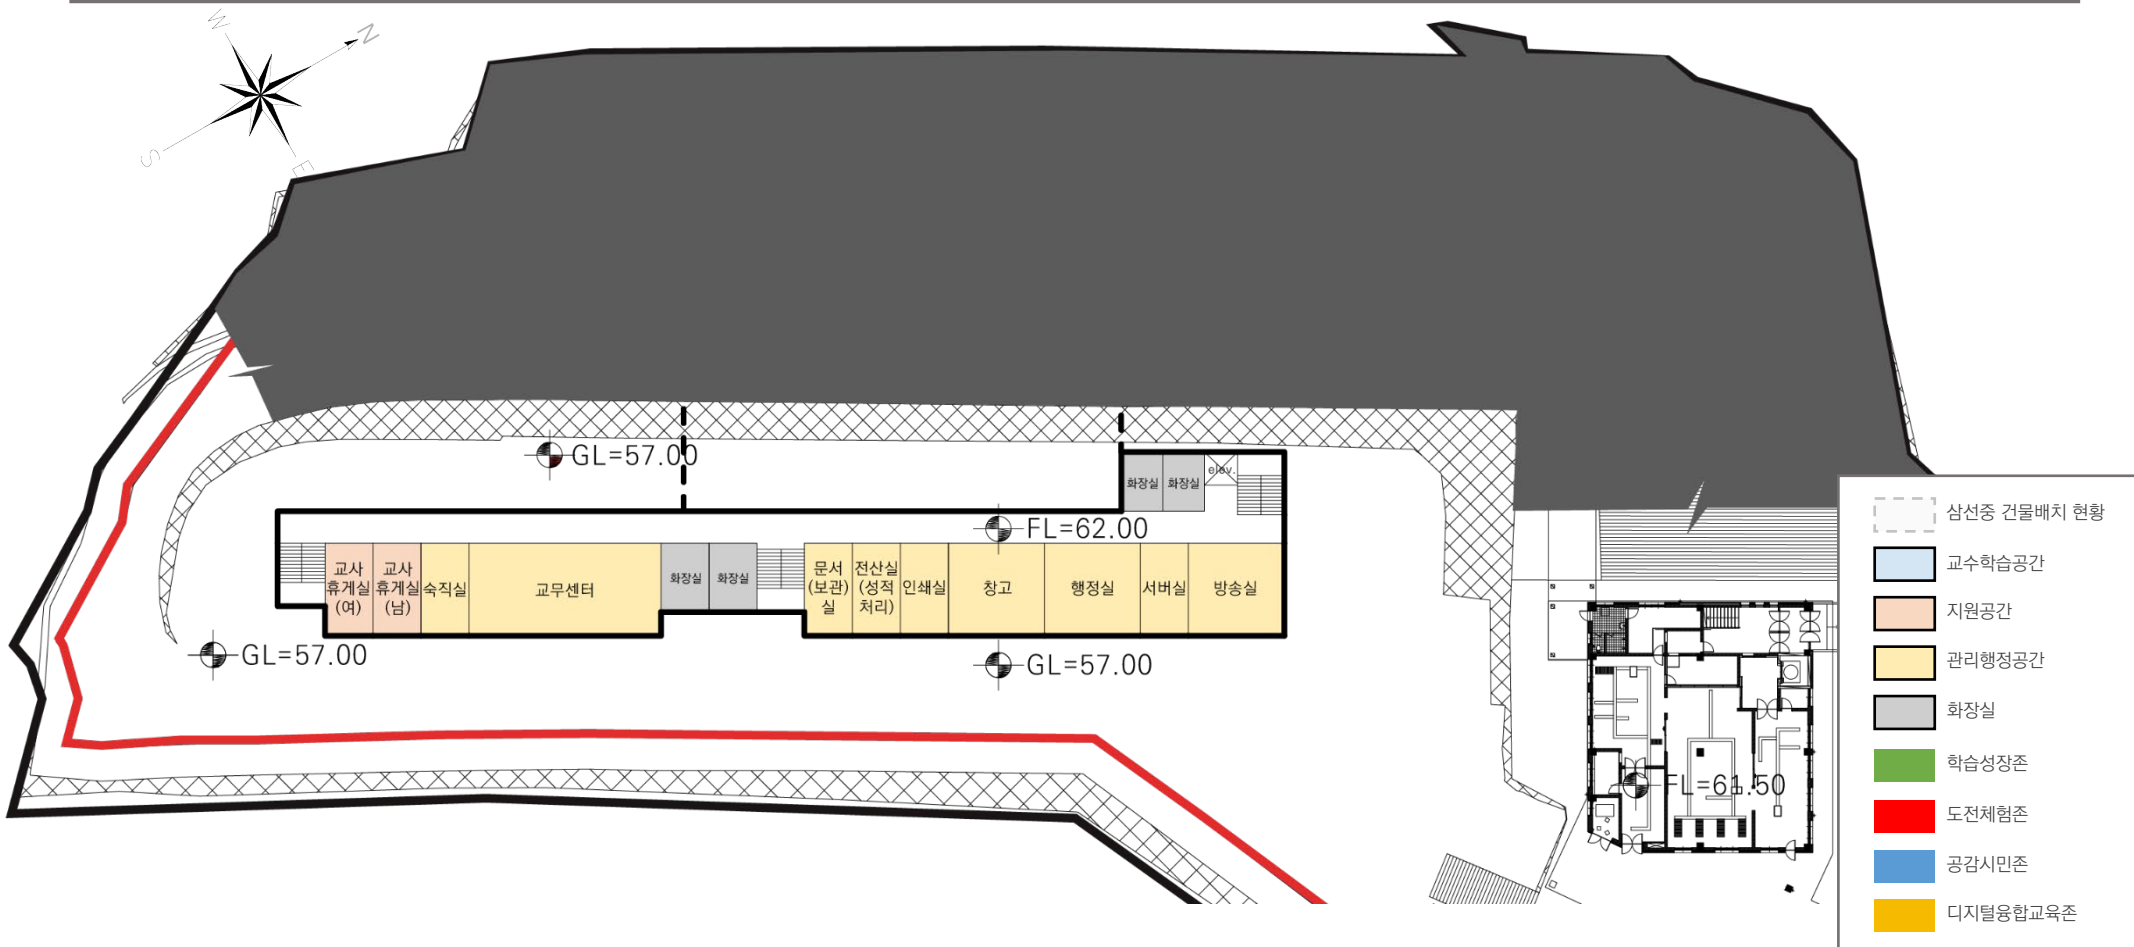 W
N
S
E
GL=57.00
화장실
화장실
elev.
FL=62.00
교사
휴게실
(여)
교사
휴게실
(남)
숙직실
교무센터
화장실
화장실
문서
(보관)
실
전산실
(성적
처리)
인쇄실
창고
행정실
서버실
방송실
GL=57.00
GL=57.00
FL=61.50
삼선중 건물배치 현황
교수학습공간
지원공간
관리행정공간
화장실
학습성장존
도전체험존
공감시민존
디지털융합교육존